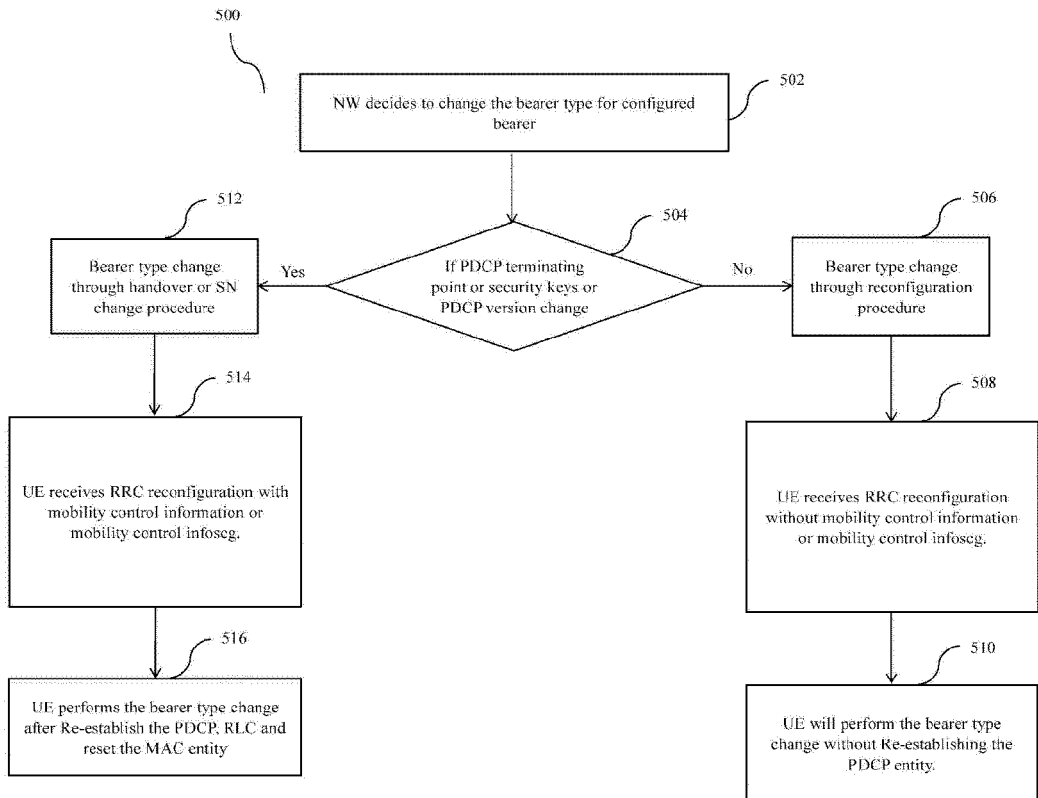 500
502
NW decides to change the bearer type for configured
bearer
504
If PDCP terminating
point or security keys or
PDCP version change
Yes
No
512
Bearer type change
through handover or SN
change procedure
506
Bearer type change
through reconfiguration
procedure
514
UE receives RRC reconfiguration with
mobility control information or
mobility control infoscg.
508
UE receives RRC reconfiguration
without mobility control information
or mobility control infoscg.
516
UE performs the bearer type change
after Re-establish the PDCP, RLC and
reset the MAC entity
510
UE will perform the bearer type
change without Re-establishing the
PDCP entity.